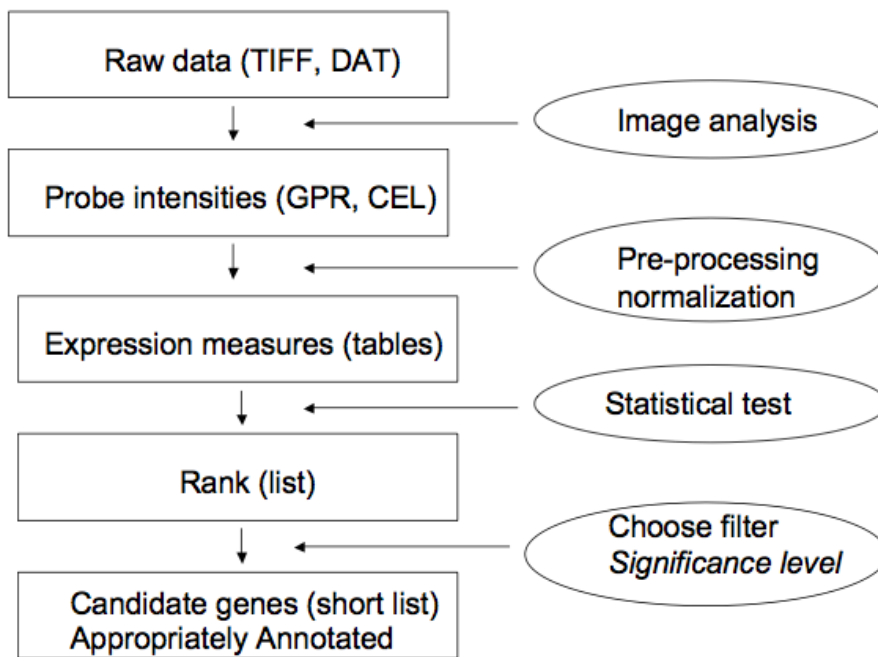 Raw data (TIFF, DAT)
Image analysis
Probe intensities (GPR, CEL)
Pre-processing
normalization
Expression measures (tables)
Statistical test
Rank (list)
Choose filter
Significance level
Candidate genes (short list)
Appropriately Annotated